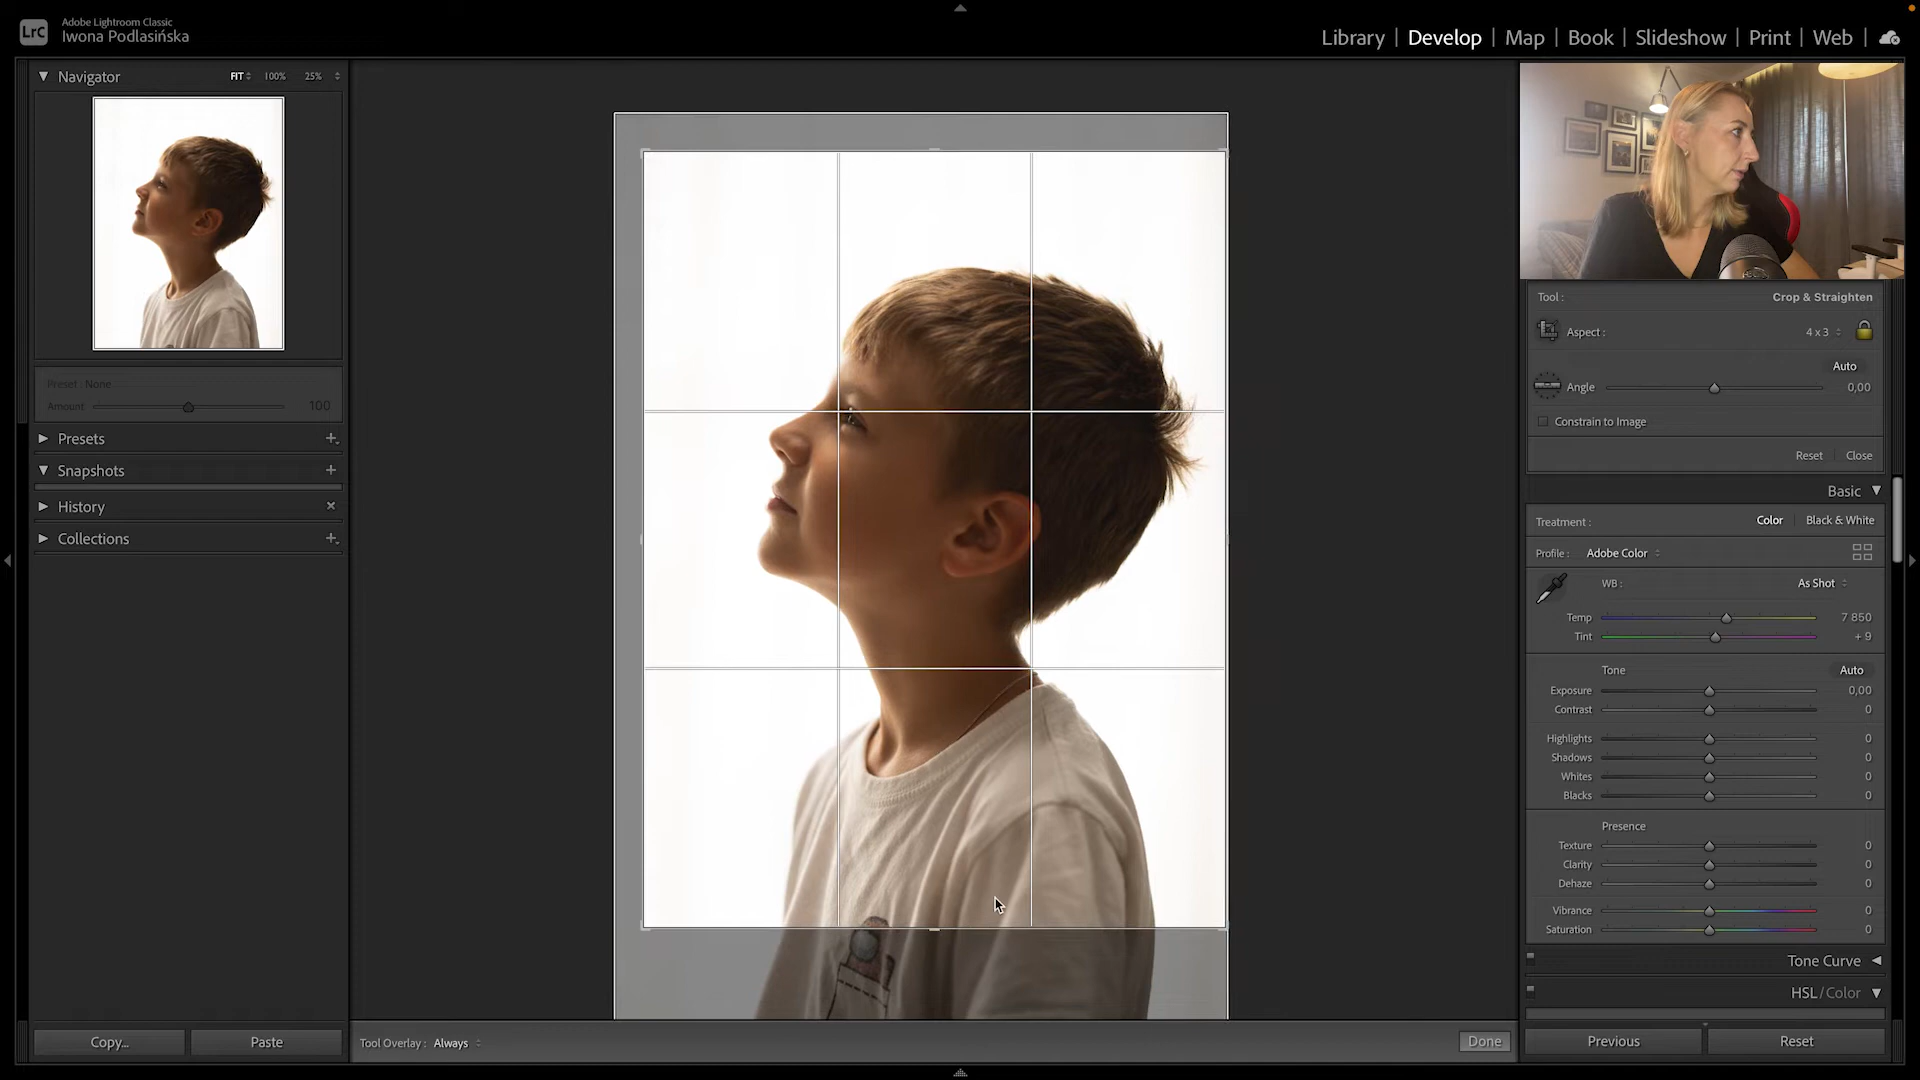 LrC
Adobe Lightroom Classic
Iwona Podlasińska
Library | Develop | Map | Book | Slideshow | Print | Web |
Navigator
FIT 100% 25%
Preset : None
Amount 100
Presets
Snapshots
History
Collections
Copy...
Paste
Tool Overlay : Always
Done
Tool : Crop & Straighten
Aspect : 4 x 3
Auto
Angle 0,00
Constrain to Image
Reset Close
Basic
Treatment : Color Black & White
Profile : Adobe Color
WB : As Shot
Temp 7 850
Tint + 9
Tone Auto
Exposure 0,00
Contrast 0
Highlights 0
Shadows 0
Whites 0
Blacks 0
Presence
Texture 0
Clarity 0
Dehaze 0
Vibrance 0
Saturation 0
Tone Curve
HSL / Color
Previous
Reset